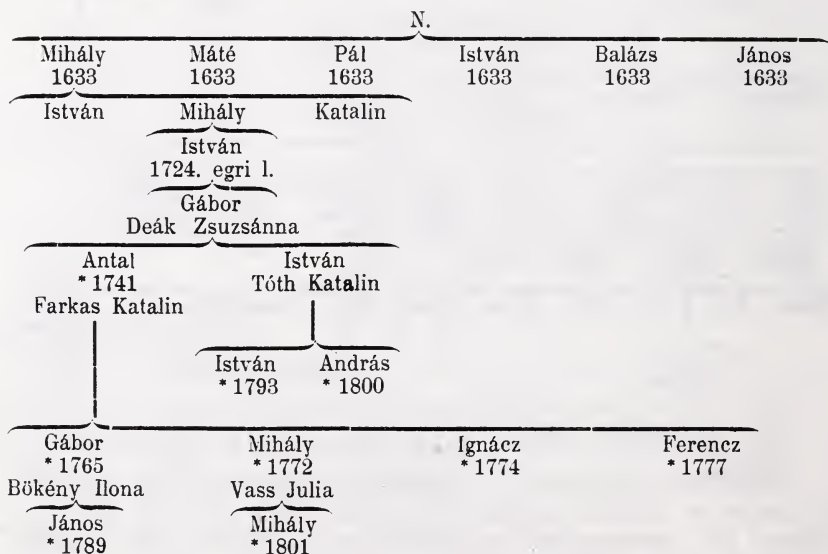 N.
Mihály Máté Pál István Balázs János
1633 1633 1633 1633 1633 1633
István Mihály Katalin
István
1724. egri l.
Gábor
Deák Zsuzsánna
Antal István
* 1741 Tóth Katalin
Farkas Katalin
István András
* 1793 * 1800
Gábor Mihály Ignácz Ferencz
* 1765 * 1772 * 1774 * 1777
Bökény Ilona Vass Julia
János Mihály
* 1789 * 1801